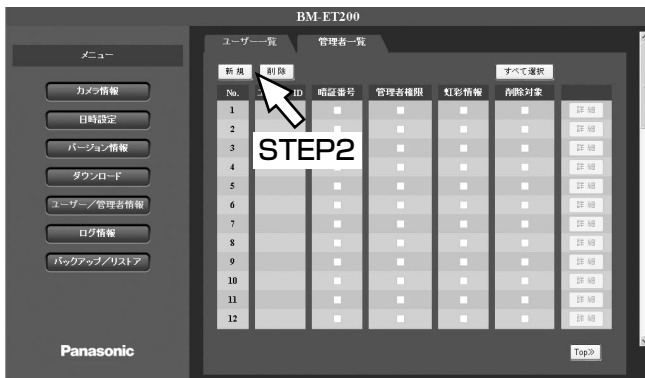 BM-ET200
メニュー
カメラ情報
日時設定
バージョン情報
ダウンロード
ユーザー／管理者情報
ログ情報
バックアップ／リストア
Panasonic
ユーザー一覧 管理者一覧
新規 削除 すべて選択
No. ID 暗証番号 管理者権限 虹彩情報 削除対象
1 詳細
2 詳細
3 詳細
4 詳細
5 詳細
6 詳細
7 詳細
8 詳細
9 詳細
10 詳細
11 詳細
12 詳細
STEP2
Top≫